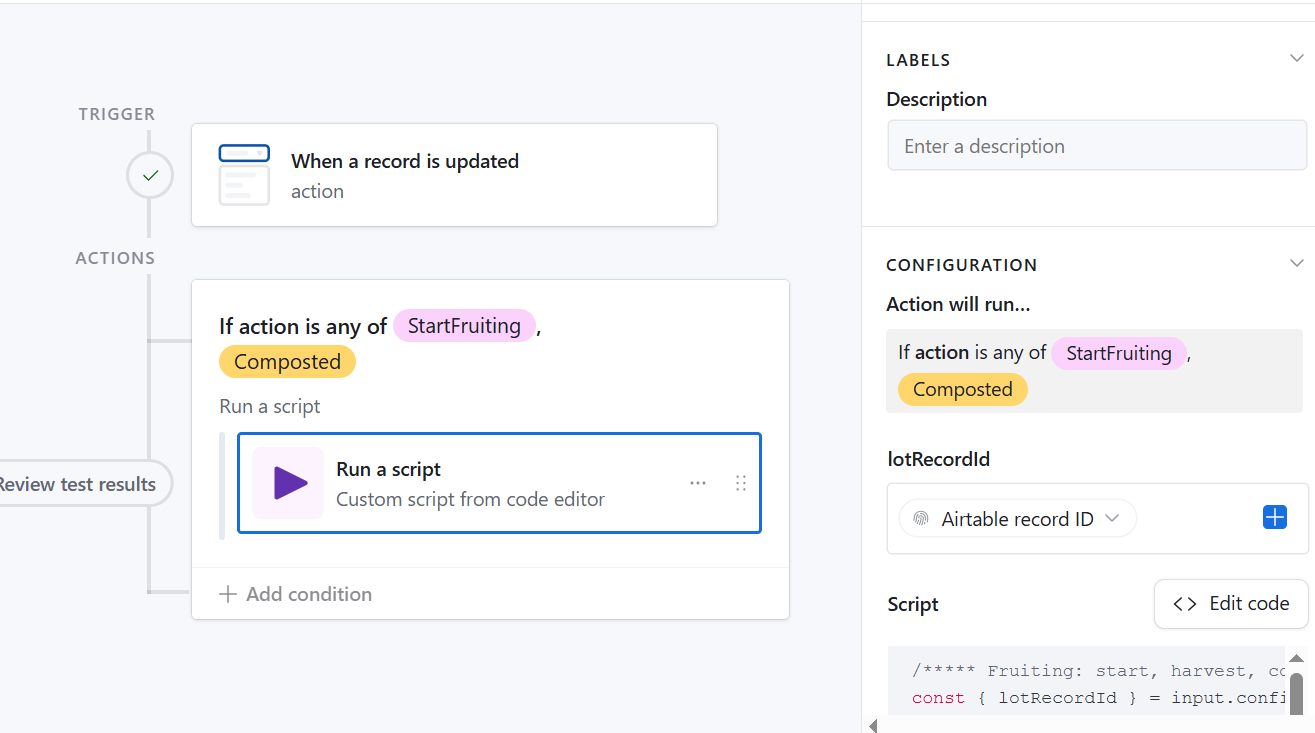 TRIGGER
When a record is updated
action
ACTIONS
If action is any of StartFruiting ,
Composted
Run a script
Run a script
Custom script from code editor
Review test results
Add condition
LABELS
Description
Enter a description
CONFIGURATION
Action will run...
If action is any of StartFruiting ,
Composted
lotRecordId
Airtable record ID
Script
Edit code
/***** Fruiting: start, harvest, co
const { lotRecordId } = input.confi